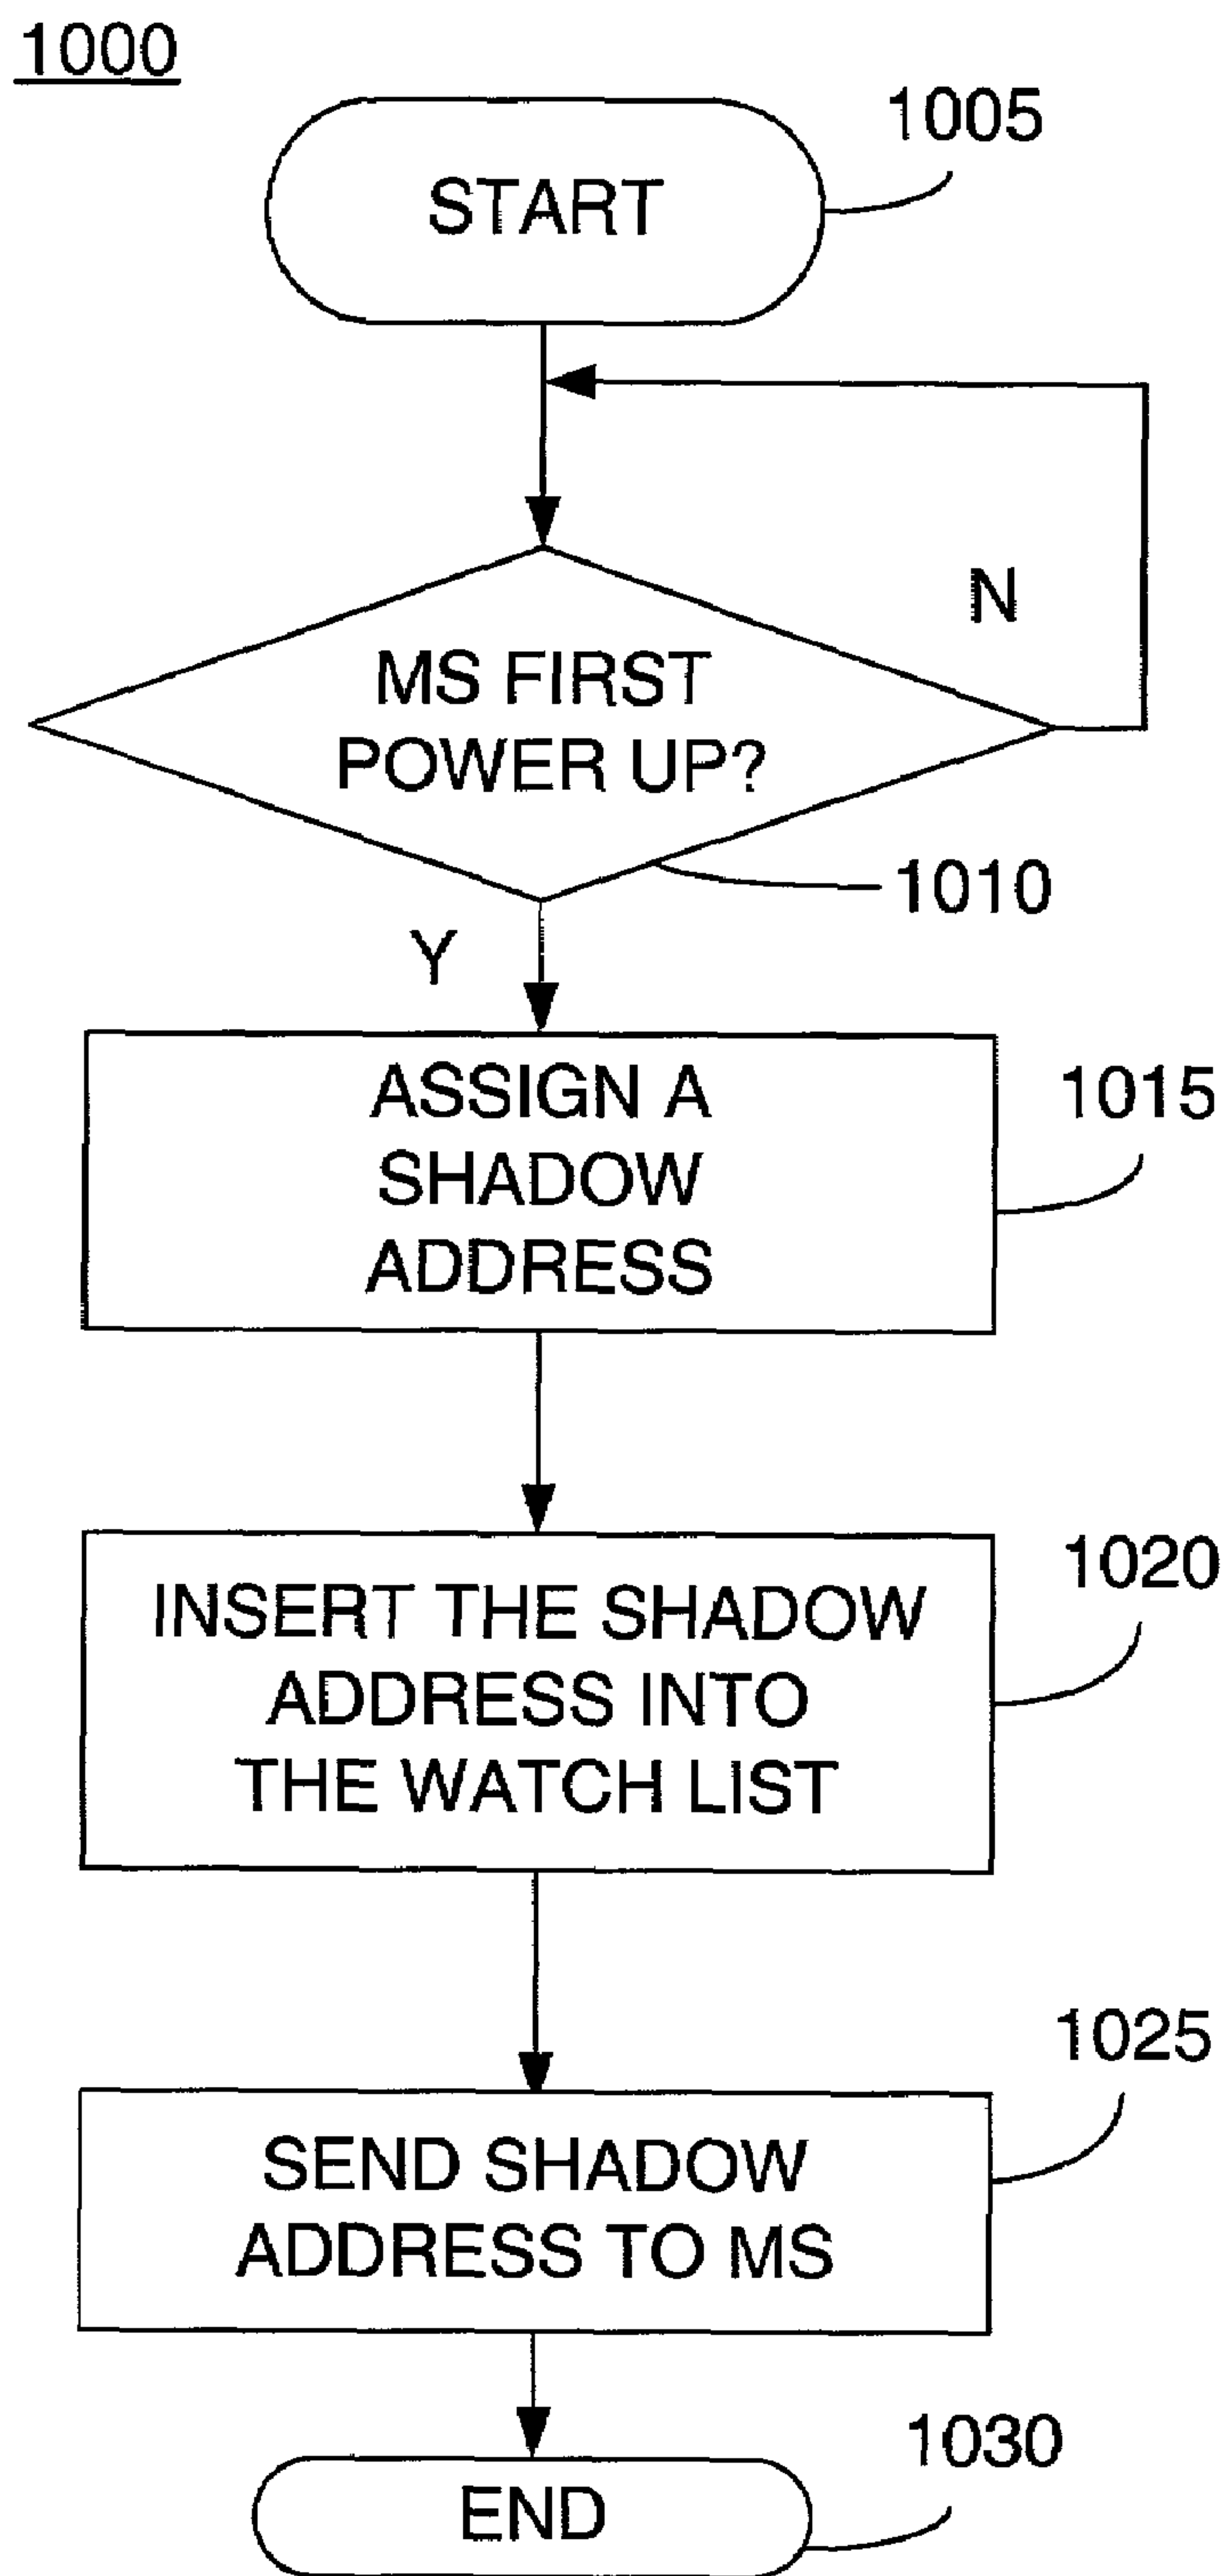 1000
1005
START
N
MS FIRST
POWER UP?
1010
Y
ASSIGN A
SHADOW
ADDRESS
1015
1020
INSERT THE SHADOW
ADDRESS INTO
THE WATCH LIST
1025
SEND SHADOW
ADDRESS TO MS
1030
END